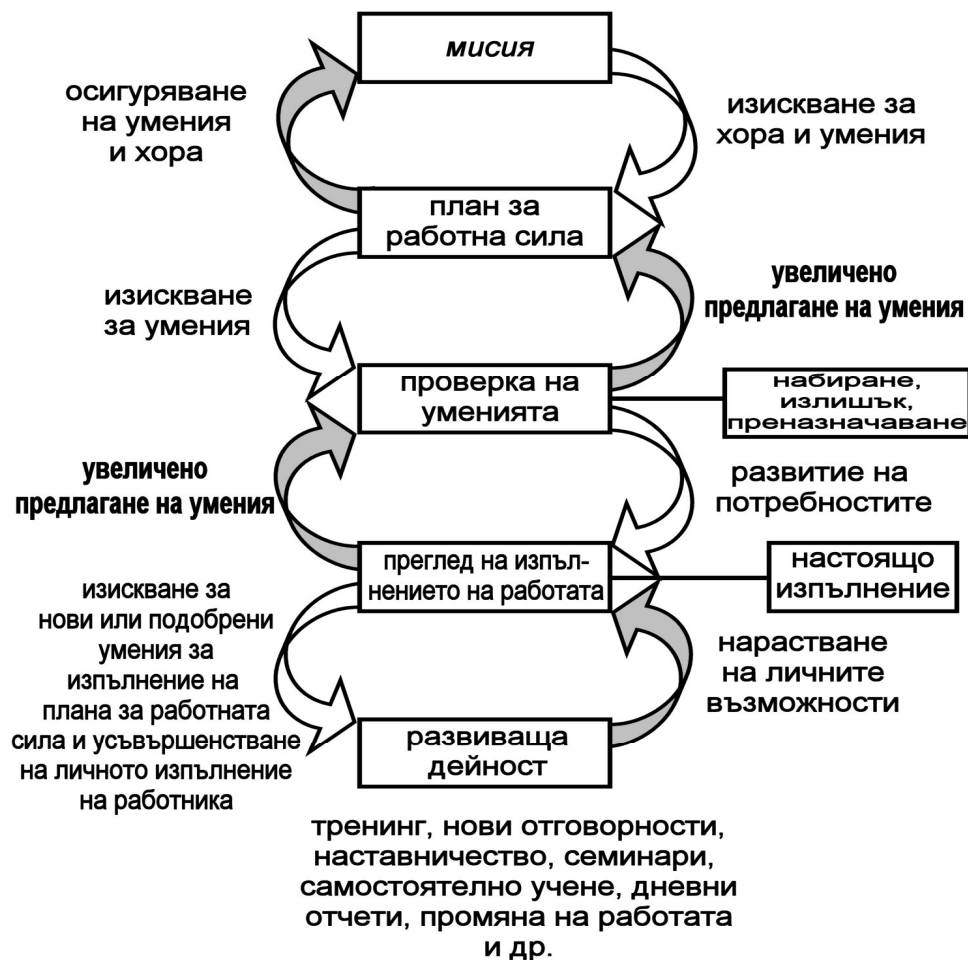 мисия
осигуряване
на умения
и хора
изискване за
хора и умения
план за
работна сила
изискване
за умения
увеличено
предлагане на умения
проверка на
уменията
набиране,
излишък,
преназначаване
увеличено
предлагане на умения
развитие на
потребностите
преглед на изпъл-
нението на работата
настоящо
изпълнение
изискване за
нови или подобрени
умения за
изпълнение на
плана за работната
сила и усъвършенстване
на личното изпълнение
на работника
нарастване
на личните
възможности
развиваща
дейност
тренинг, нови отговорности,
наставничество, семинари,
самостоятелно учене, дневни
отчети, промяна на работата
и др.